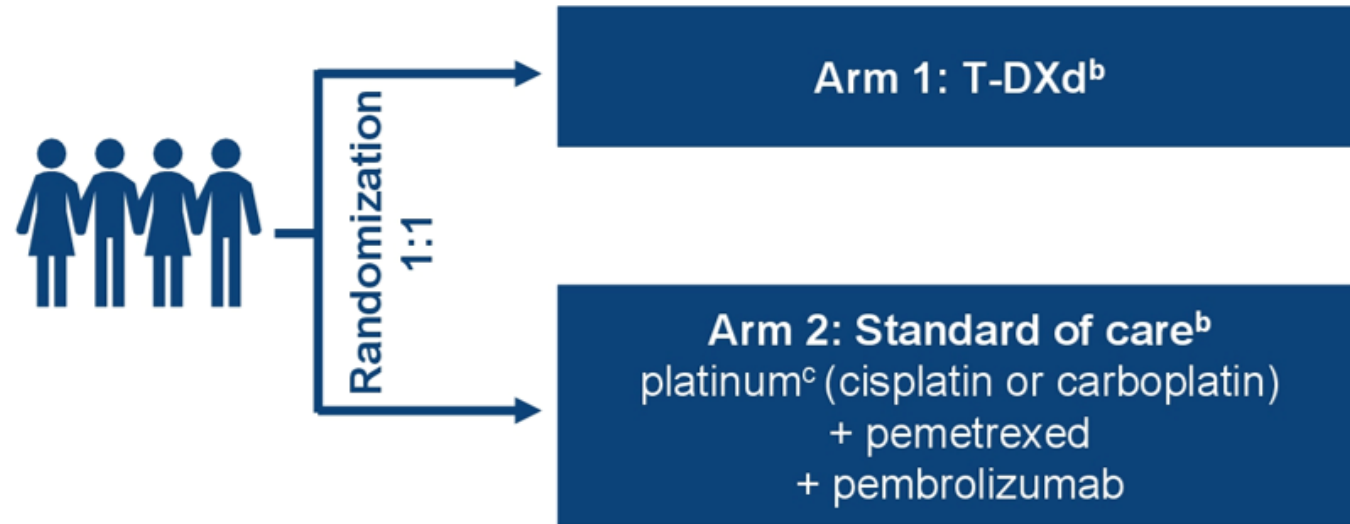 Randomization
1:1
Arm 1: T-DXdᵇ
Arm 2: Standard of careᵇ
platinumᶜ (cisplatin or carboplatin)
+ pemetrexed
+ pembrolizumab